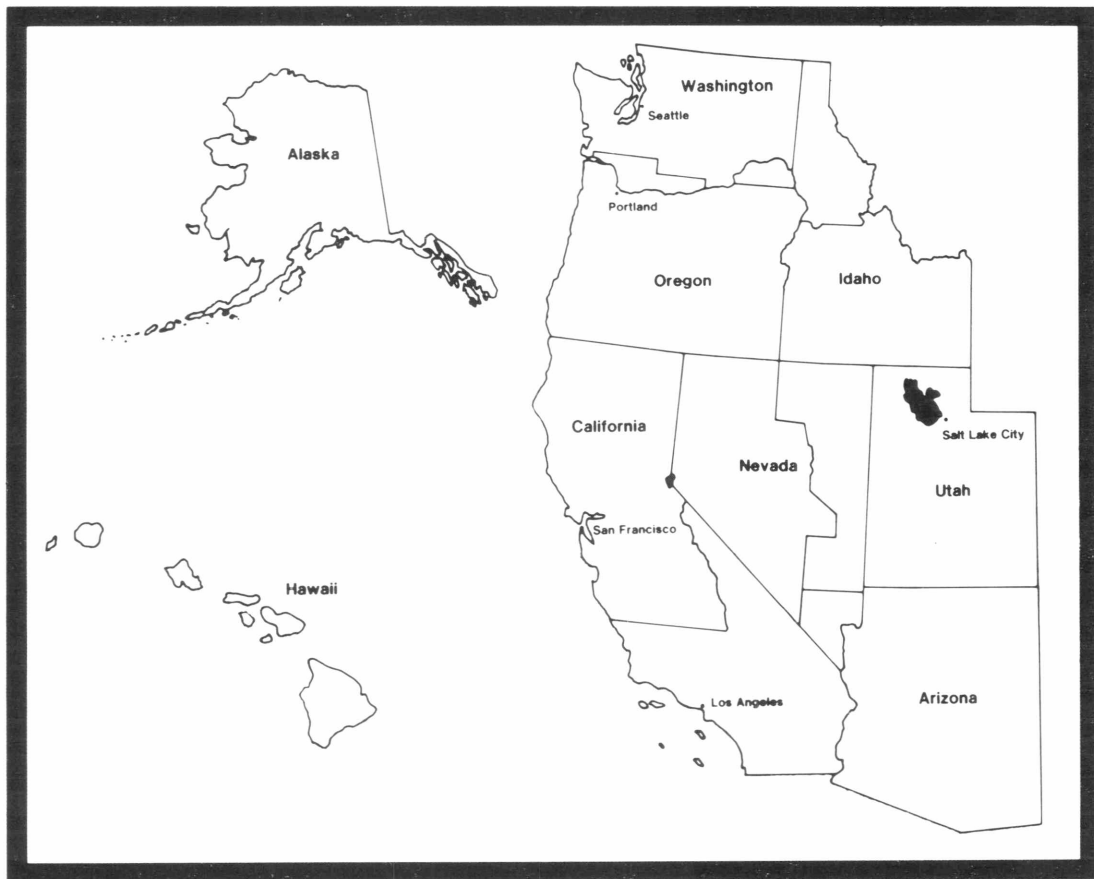 Washington
Seattle
Alaska
Portland
Oregon
Idaho
California
Salt Lake City
Nevada
Utah
San Francisco
Hawaii
Arizona
Los Angeles